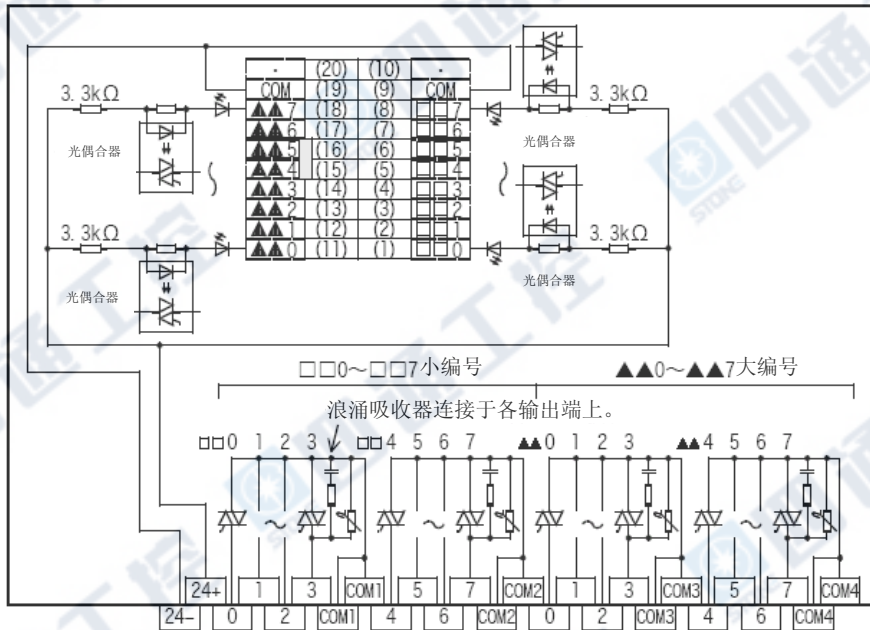 · (20) (10) ·
COM (19) (9) COM
3.3kΩ ▲▲7 (18) (8) □□7 3.3kΩ
▲▲6 (17) (7) □□6
光偶合器 ▲▲5 (16) (6) □□5 光偶合器
▲▲4 (15) (5) □□4
▲▲3 (14) (4) □□3
▲▲2 (13) (3) □□2
▲▲1 (12) (2) □□1
3.3kΩ ▲▲0 (11) (1) □□0 3.3kΩ
光偶合器 光偶合器
□□0～□□7小编号 ▲▲0～▲▲7大编号
浪涌吸收器连接于各输出端上。
□□0 1 2 3 □□4 5 6 7 ▲▲0 1 2 3 ▲▲4 5 6 7
24+ 1 3 COM1 5 7 COM2 1 3 COM3 5 7 COM4
24- 0 2 COM1 4 6 COM2 0 2 COM3 4 6 COM4
四通工控
STONE